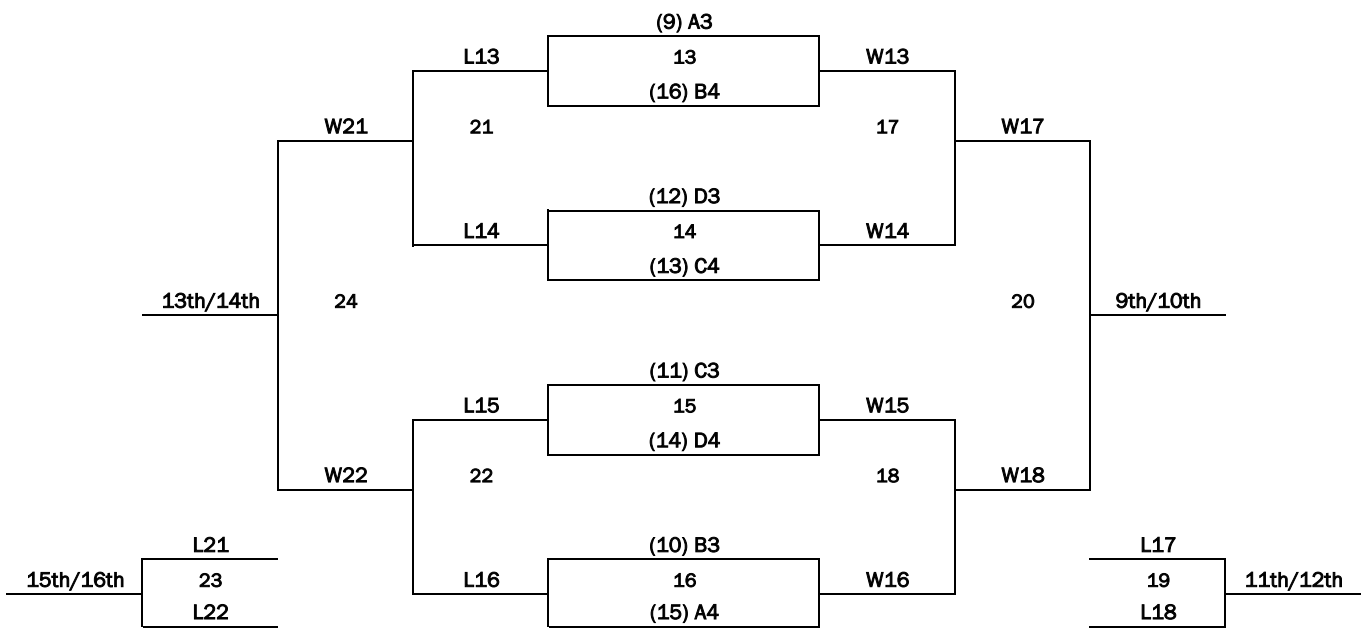 (9) A3
L13 13 W13
(16) B4
W21 21 17 W17
(12) D3
L14 14 W14
(13) C4
13th/14th 24 20 9th/10th
(11) C3
L15 15 W15
(14) D4
W22 22 18 W18
L21 (10) B3 L17
15th/16th 23 L16 16 W16 19 11th/12th
L22 (15) A4 L18